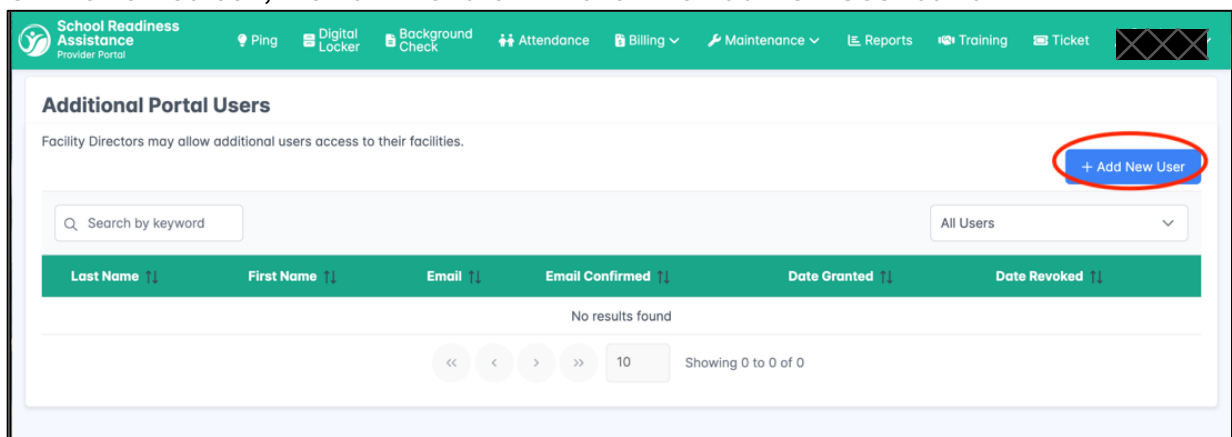 School Readiness
Assistance
Provider Portal
Ping
Digital
Locker
Background
Check
Attendance
Billing
Maintenance
Reports
Training
Ticket
Additional Portal Users
Facility Directors may allow additional users access to their facilities.
+ Add New User
Search by keyword
All Users
Last Name First Name Email Email Confirmed Date Granted Date Revoked
No results found
« ‹ › » 10 Showing 0 to 0 of 0